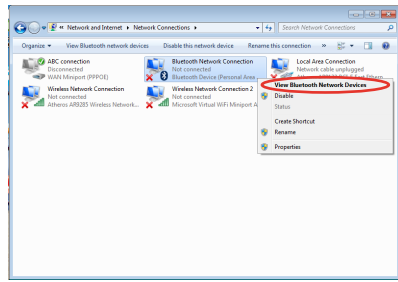 « Network and Internet ▸ Network Connections ▸
Search Network Connections
Organize View Bluetooth network devices Disable this network device Rename this connection »
ABC connection
Disconnected
WAN Miniport (PPPOE)
Bluetooth Network Connection
Not connected
Bluetooth Device (Personal Area ...
Local Area Connection
Network cable unplugged
Wireless Network Connection
Not connected
Atheros AR9285 Wireless Network...
Wireless Network Connection 2
Not connected
Microsoft Virtual WiFi Miniport A...
View Bluetooth Network Devices
Disable
Status
Create Shortcut
Rename
Properties